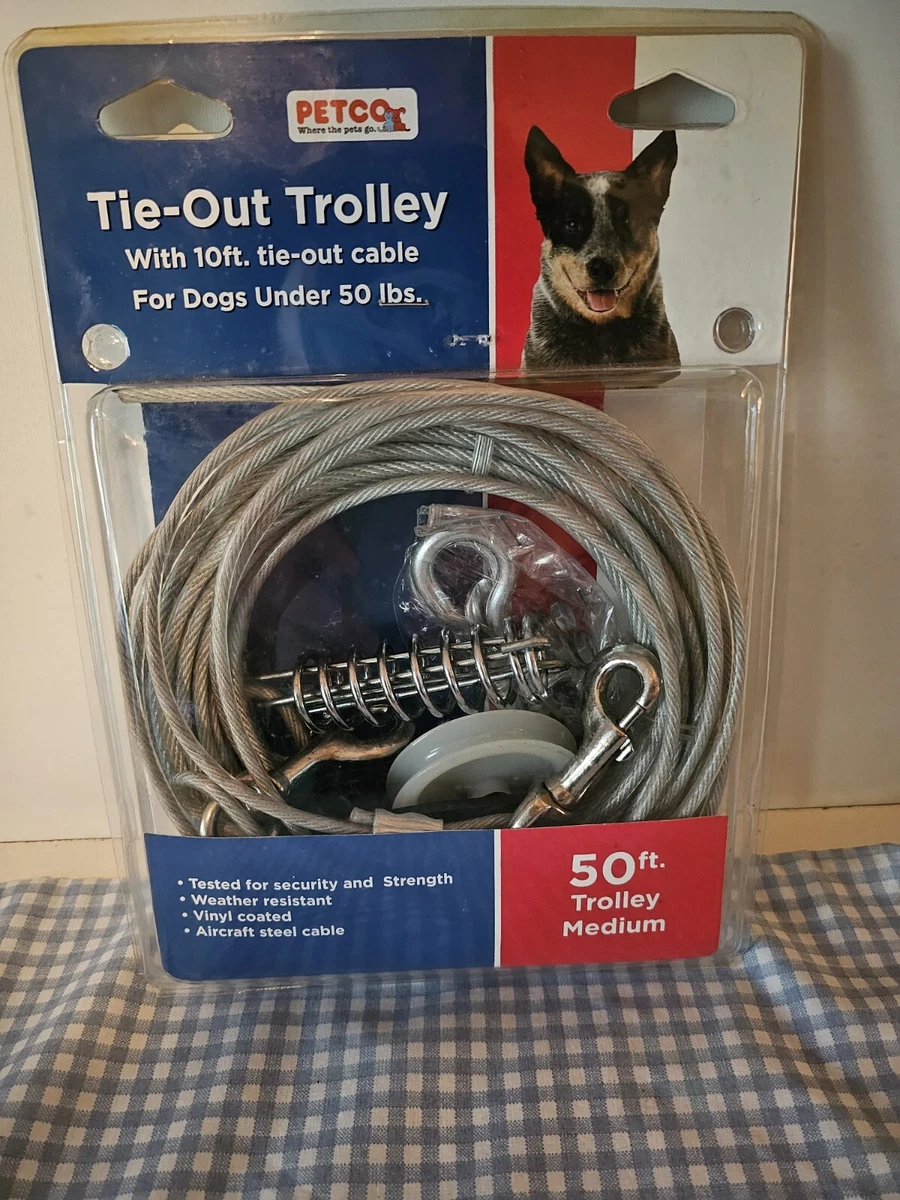 PETCO
Where the pets go.
Tie-Out Trolley
With 10ft. tie-out cable
For Dogs Under 50 lbs.
• Tested for security and Strength
• Weather resistant
• Vinyl coated
• Aircraft steel cable
50ft.
Trolley
Medium